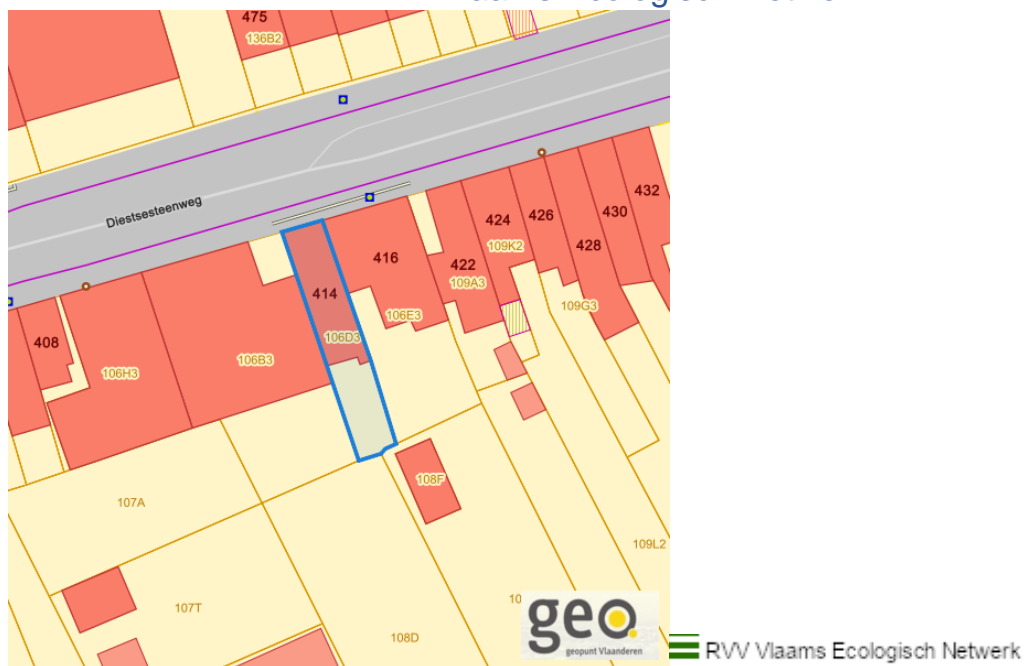 475
136B2
432
Diestsesteenweg
430
424
426
109K2
416
428
422
109A3
414
109G3
106E3
408
106D3
106B3
106H3
108F
107A
109L2
107T
10
108D
geo
geopunt Vlaanderen
RVV Vlaams Ecologisch Netwerk